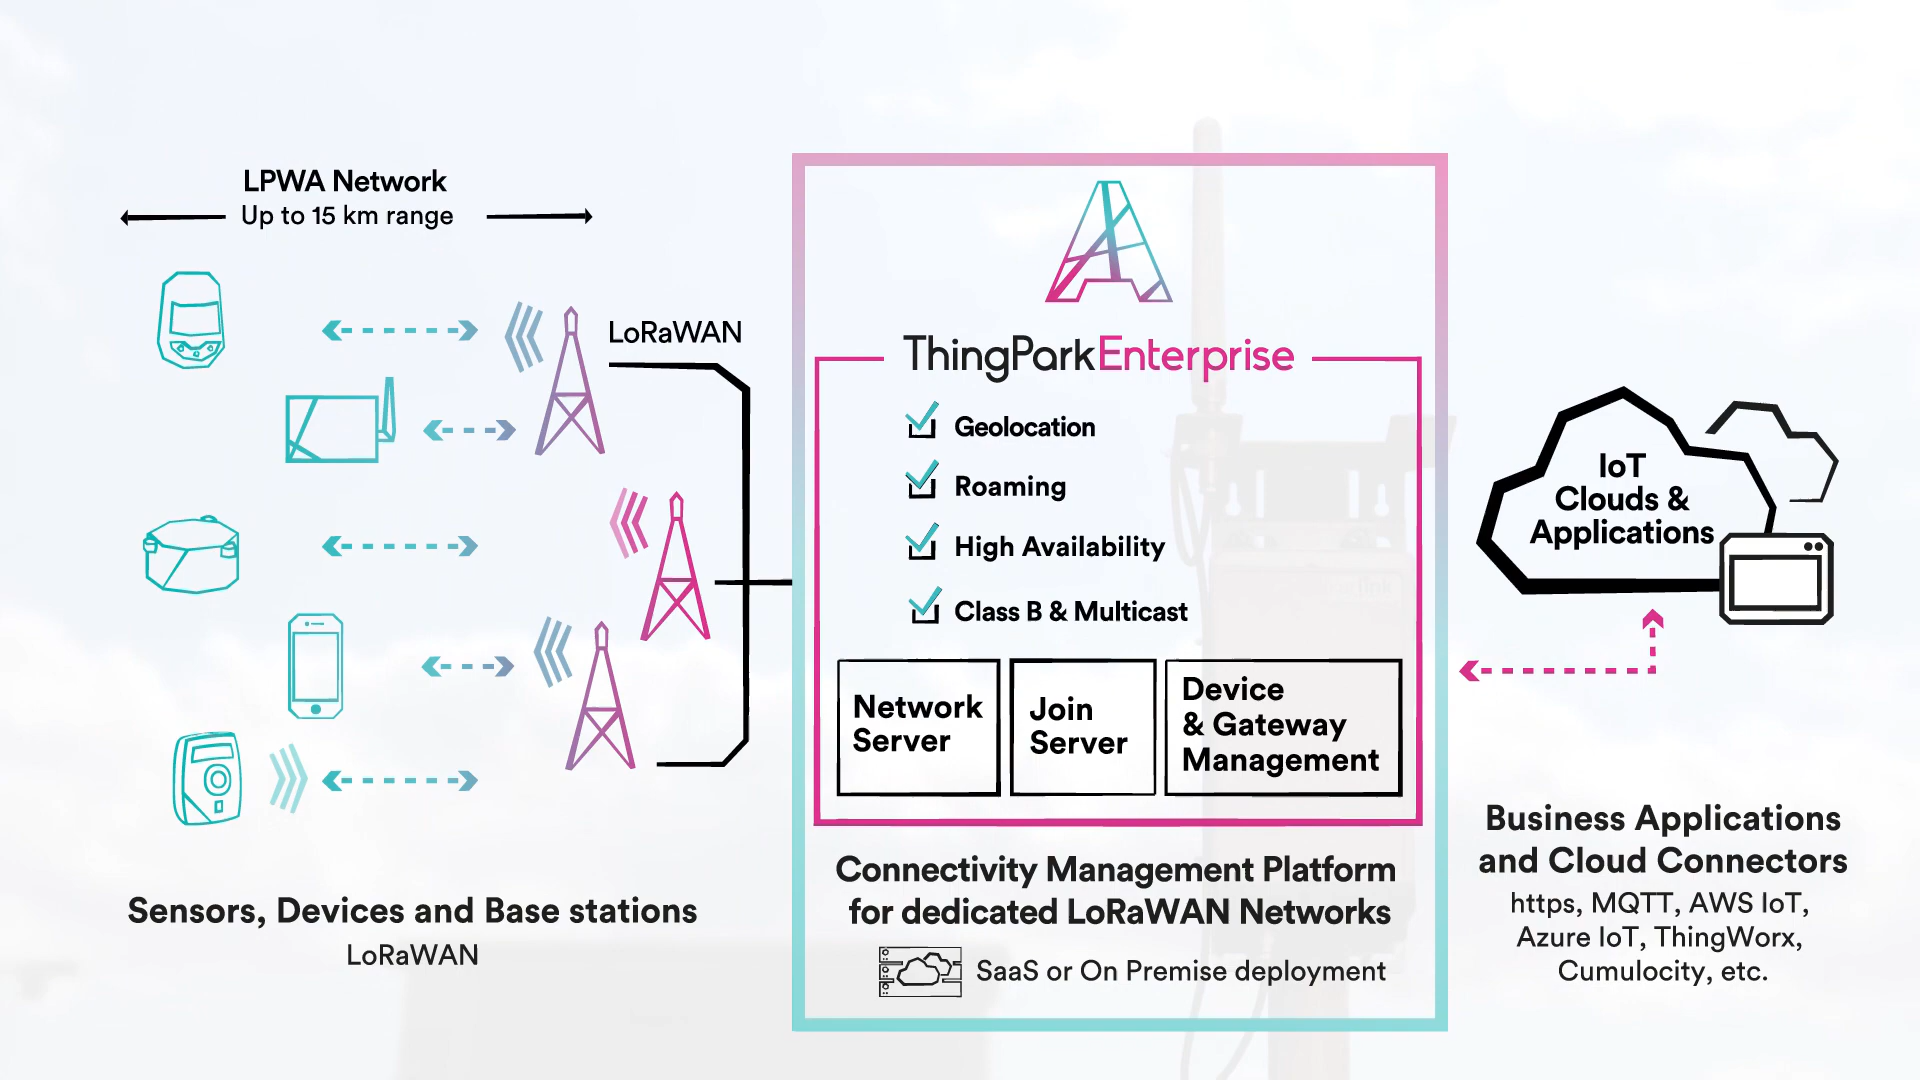 LPWA Network
Up to 15 km range
LoRaWAN
Sensors, Devices and Base stations
LoRaWAN
ThingParkEnterprise
Geolocation
Roaming
High Availability
Class B & Multicast
Network
Server
Join
Server
Device
& Gateway
Management
Connectivity Management Platform
for dedicated LoRaWAN Networks
SaaS or On Premise deployment
IoT
Clouds &
Applications
Business Applications
and Cloud Connectors
https, MQTT, AWS IoT,
Azure IoT, ThingWorx,
Cumulocity, etc.